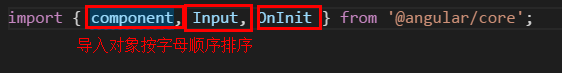 import { component, Input, OnInit } from '@angular/core';
导入对象按字母顺序排序